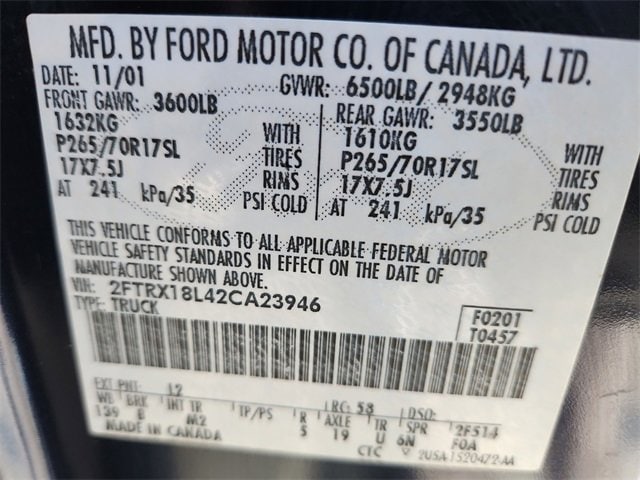 MFD. BY FORD MOTOR CO. OF CANADA, LTD.
DATE: 11/01 GVWR: 6500LB/ 2948KG
FRONT GAWR: 3600LB REAR GAWR: 3550LB
1632KG WITH 1610KG WITH
P265/70R17SL TIRES P265/70R17SL TIRES
17X7.5J RIMS 17X7.5J RIMS
AT 241 kPa/35 PSI COLD AT 241 kPa/35 PSI COLD
THIS VEHICLE CONFORMS TO ALL APPLICABLE FEDERAL MOTOR
VEHICLE SAFETY STANDARDS IN EFFECT ON THE DATE OF
MANUFACTURE SHOWN ABOVE.
VIN: 2FTRX18L42CA23946
TYPE: TRUCK F0201
T0457
EXT PNT: L2 RC: 58 DSO:
WB BRK INT TR TP/PS R AXLE TR SPR 2F514
139 8 M2 5 19 U 6N FOA
MADE IN CANADA CTC